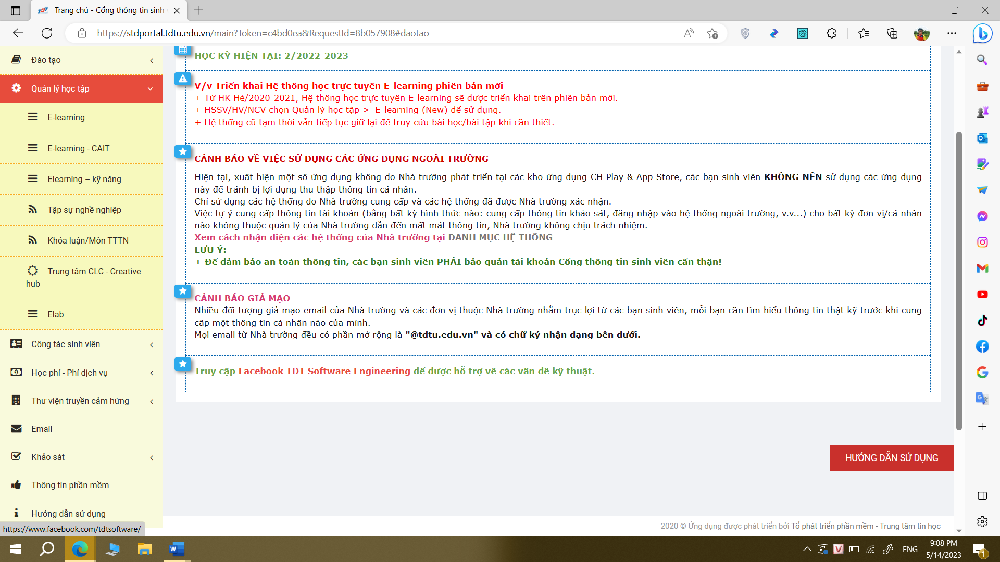 Trang chủ - Cổng thông tin sinh
https://stdportal.tdtu.edu.vn/main?Token=c4bd0ea&RequestId=8b057908#daotao
Đào tạo
Quản lý học tập
E-learning
E-learning - CAIT
Elearning – kỹ năng
Tập sự nghề nghiệp
Khóa luận/Môn TTTN
Trung tâm CLC - Creative
hub
Elab
Công tác sinh viên
Học phí - Phí dịch vụ
Thư viện truyền cảm hứng
Email
Khảo sát
Thông tin phần mềm
Hướng dẫn sử dụng
https://www.facebook.com/tdtsoftware/
HỌC KỲ HIỆN TẠI: 2/2022-2023
V/v Triển khai Hệ thống học trực tuyến E-learning phiên bản mới
+ Từ HK Hè/2020-2021, Hệ thống học trực tuyến E-learning sẽ được triển khai trên phiên bản mới.
+ HSSV/HV/NCV chọn Quản lý học tập > E-learning (New) để sử dụng.
+ Hệ thống cũ tạm thời vẫn tiếp tục giữ lại để truy cứu bài học/bài tập khi cần thiết.
CẢNH BÁO VỀ VIỆC SỬ DỤNG CÁC ỨNG DỤNG NGOÀI TRƯỜNG
Hiện tại, xuất hiện một số ứng dụng không do Nhà trường phát triển tại các kho ứng dụng CH Play & App Store, các bạn sinh viên KHÔNG NÊN sử dụng các ứng dụng
này để tránh bị lợi dụng thu thập thông tin cá nhân.
Chỉ sử dụng các hệ thống do Nhà trường cung cấp và các hệ thống đã được Nhà trường xác nhận.
Việc tự ý cung cấp thông tin tài khoản (bằng bất kỳ hình thức nào: cung cấp thông tin khảo sát, đăng nhập vào hệ thống ngoài trường, v.v...) cho bất kỳ đơn vị/cá nhân
nào không thuộc quản lý của Nhà trường dẫn đến mất mát thông tin, Nhà trường không chịu trách nhiệm.
Xem cách nhận diện các hệ thống của Nhà trường tại DANH MỤC HỆ THỐNG
LƯU Ý:
+ Để đảm bảo an toàn thông tin, các bạn sinh viên PHẢI bảo quản tài khoản Cổng thông tin sinh viên cẩn thận!
CẢNH BÁO GIẢ MẠO
Nhiều đối tượng giả mạo email của Nhà trường và các đơn vị thuộc Nhà trường nhằm trục lợi từ các bạn sinh viên, mỗi bạn cần tìm hiểu thông tin thật kỹ trước khi cung
cấp một thông tin cá nhân nào của mình.
Mọi email từ Nhà trường đều có phần mở rộng là "@tdtu.edu.vn" và có chữ ký nhận dạng bên dưới.
Truy cập Facebook TDT Software Engineering để được hỗ trợ về các vấn đề kỹ thuật.
HƯỚNG DẪN SỬ DỤNG
2020 © Ứng dụng được phát triển bởi Tổ phát triển phần mềm - Trung tâm tin học
ENG
9:08 PM
5/14/2023
1